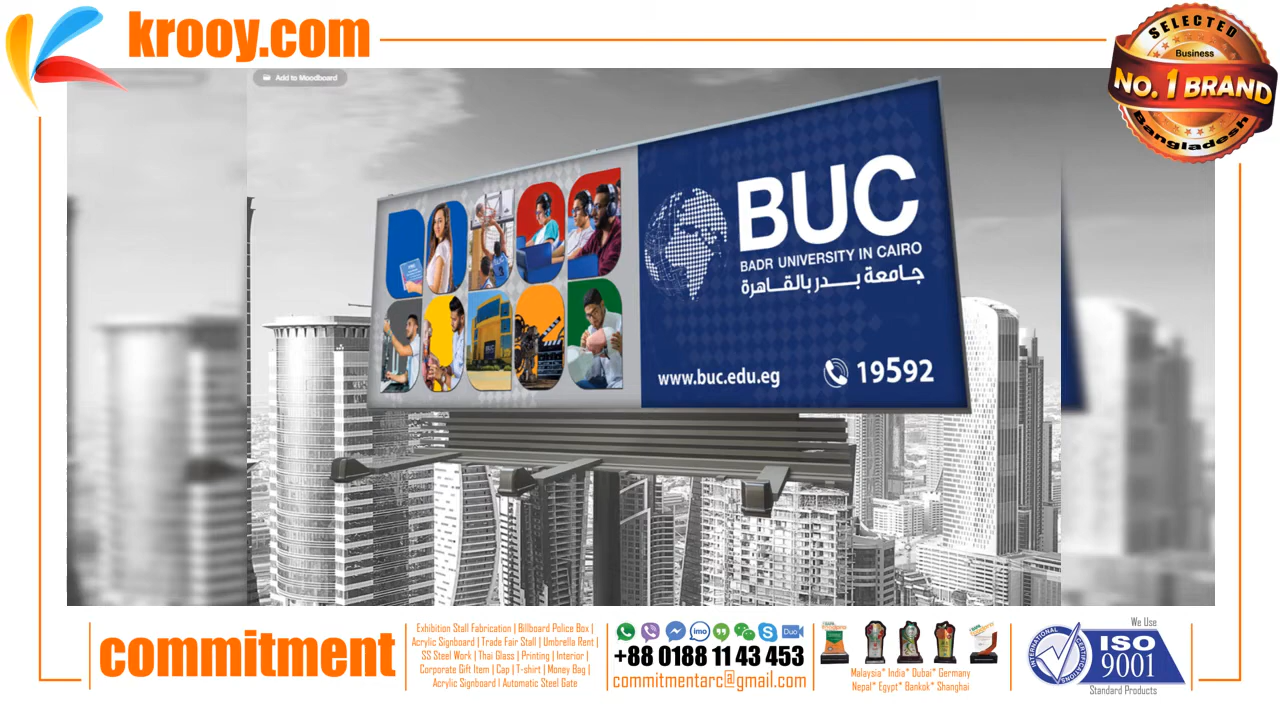 krooy.com
SELECTED
Business
NO. 1 BRAND
Bangladesh
Add to Moodboard
BUC
BADR UNIVERSITY IN CAIRO
جامعة بدر بالقاهرة
www.buc.edu.eg
19592
commitment
Exhibition Stall Fabrication | Billboard Police Box |
Acrylic Signboard | Trade Fair Stall | Umbrella Rent |
SS Steel Work | Thai Glass | Printing | Interior |
Corporate Gift Item | Cap | T-shirt | Money Bag |
Acrylic Signboard l Automatic Steel Gate
imo
Duo
+88 0188 11 43 453
commitmentarc@gmail.com
Malaysia* India* Dubai* Germany
Nepal* Egypt* Bankok* Shanghai
We Use
INTERNATIONAL CERTIFICATIONS
ISO
9001
Standard Products